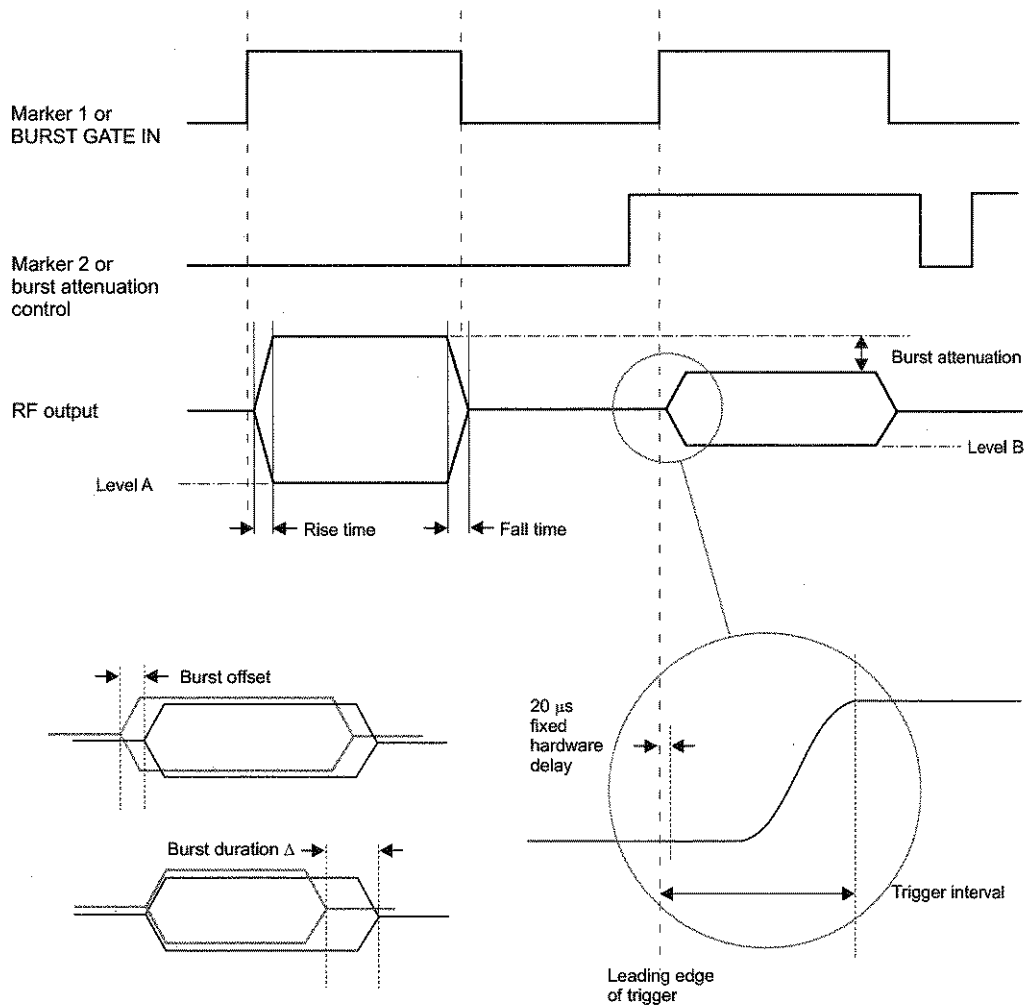 Marker 1 or
BURST GATE IN
Marker 2 or
burst attenuation
control
Burst attenuation
RF output
Level B
Level A
Rise time
Fall time
Burst offset
20 μs
fixed
hardware
delay
Burst duration Δ
Trigger interval
Leading edge
of trigger